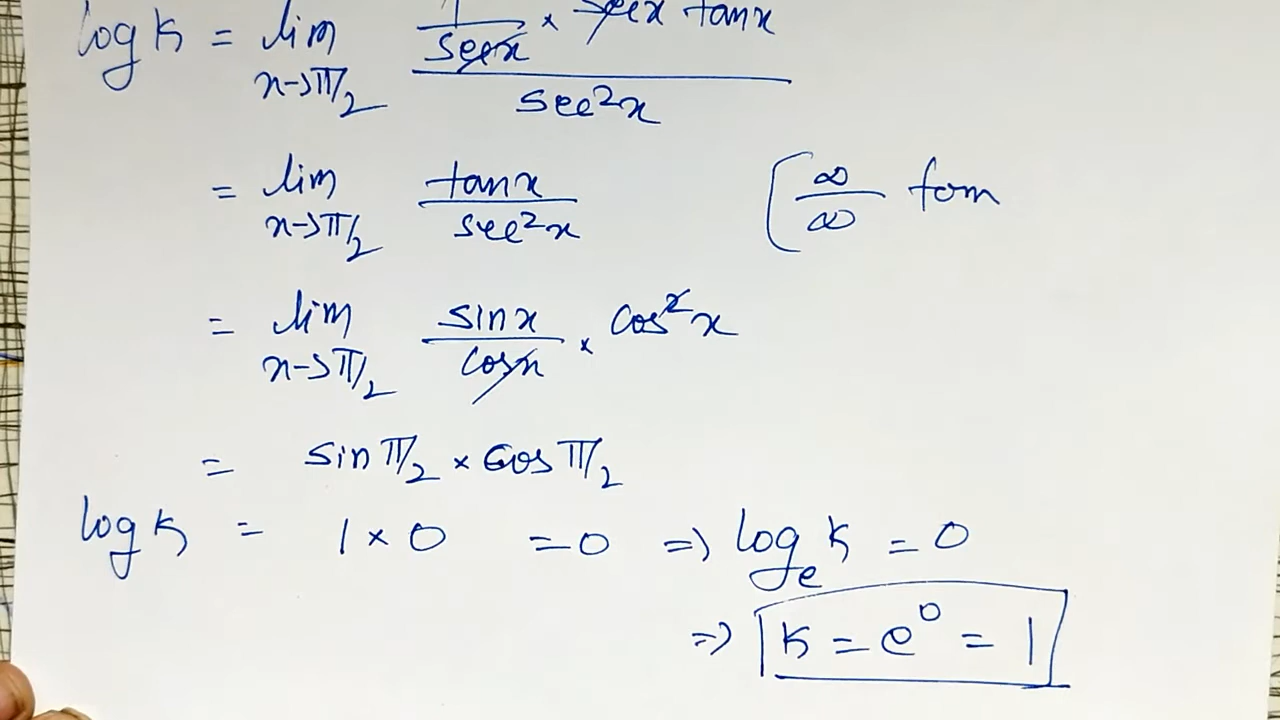 log K = lim x→π/2 1/sec x × sec x tan x / sec²x
= lim x→π/2 tan x / sec²x [∞/∞ fom
= lim x→π/2 sin x / cos x × cos²x
= sin π/2 × cos π/2
log K = 1 × 0 = 0 ⇒ logₑ K = 0
⇒ K = e⁰ = 1